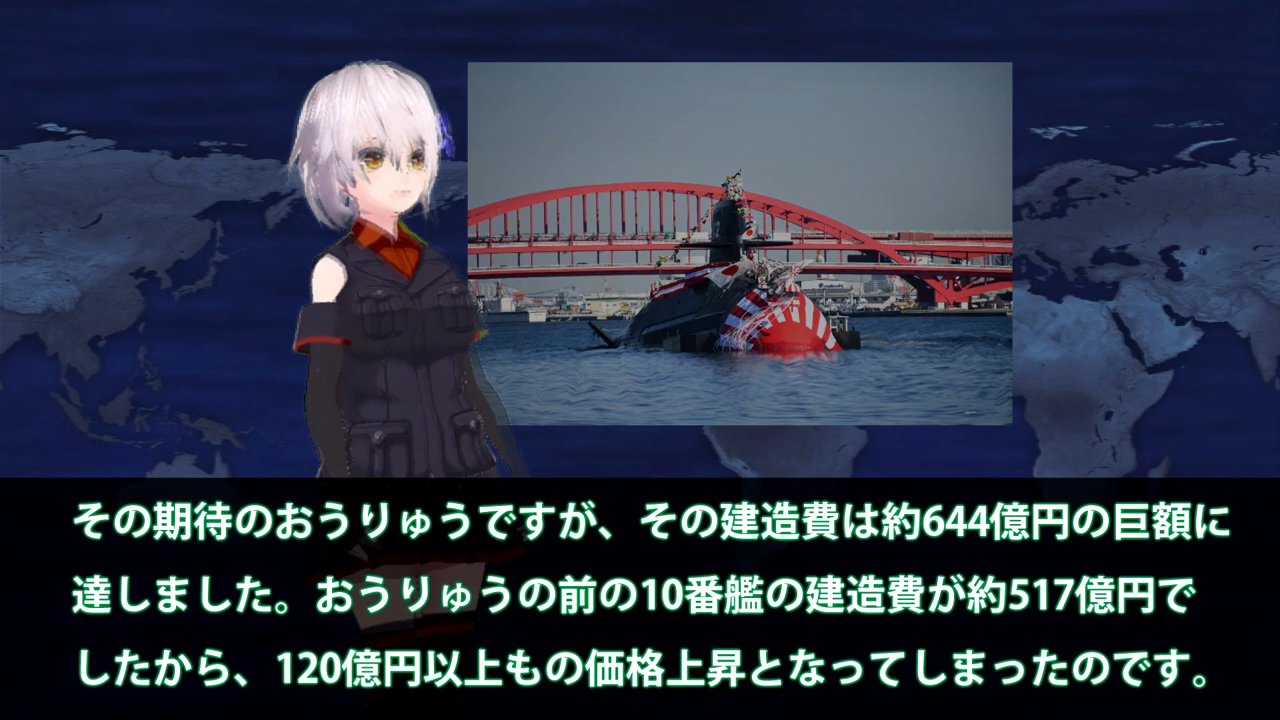 その期待のおうりゅうですが、その建造費は約644億円の巨額に
達しました。おうりゅうの前の10番艦の建造費が約517億円で
したから、120億円以上もの価格上昇となってしまったのです。